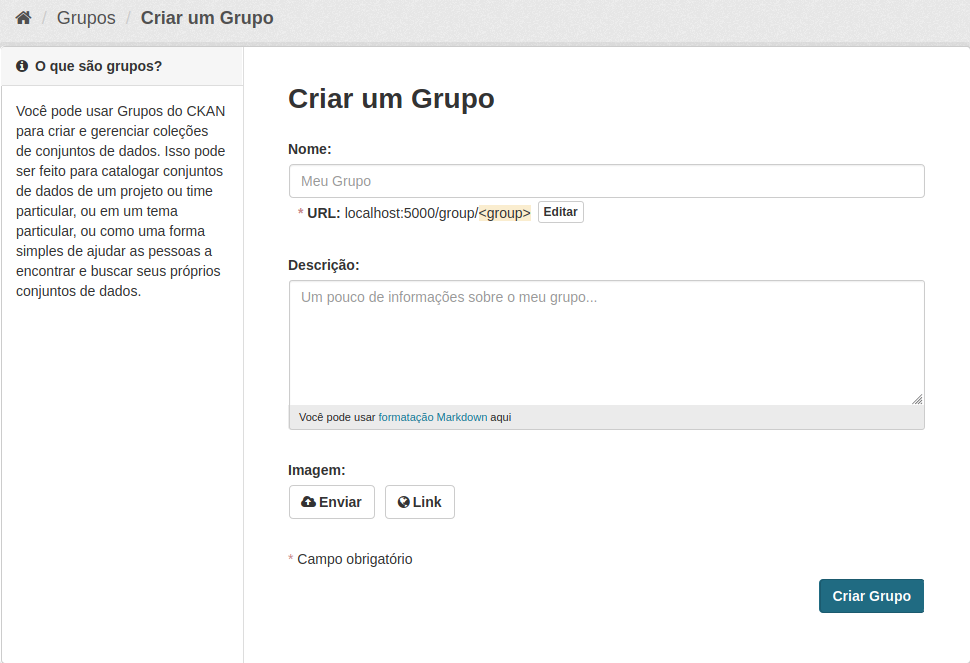 / Grupos / Criar um Grupo
O que são grupos?
Você pode usar Grupos do CKAN
para criar e gerenciar coleções
de conjuntos de dados. Isso pode
ser feito para catalogar conjuntos
de dados de um projeto ou time
particular, ou em um tema
particular, ou como uma forma
simples de ajudar as pessoas a
encontrar e buscar seus próprios
conjuntos de dados.
Criar um Grupo
Nome:
Meu Grupo
* URL: localhost:5000/group/<group> Editar
Descrição:
Um pouco de informações sobre o meu grupo...
Você pode usar formatação Markdown aqui
Imagem:
Enviar Link
* Campo obrigatório
Criar Grupo